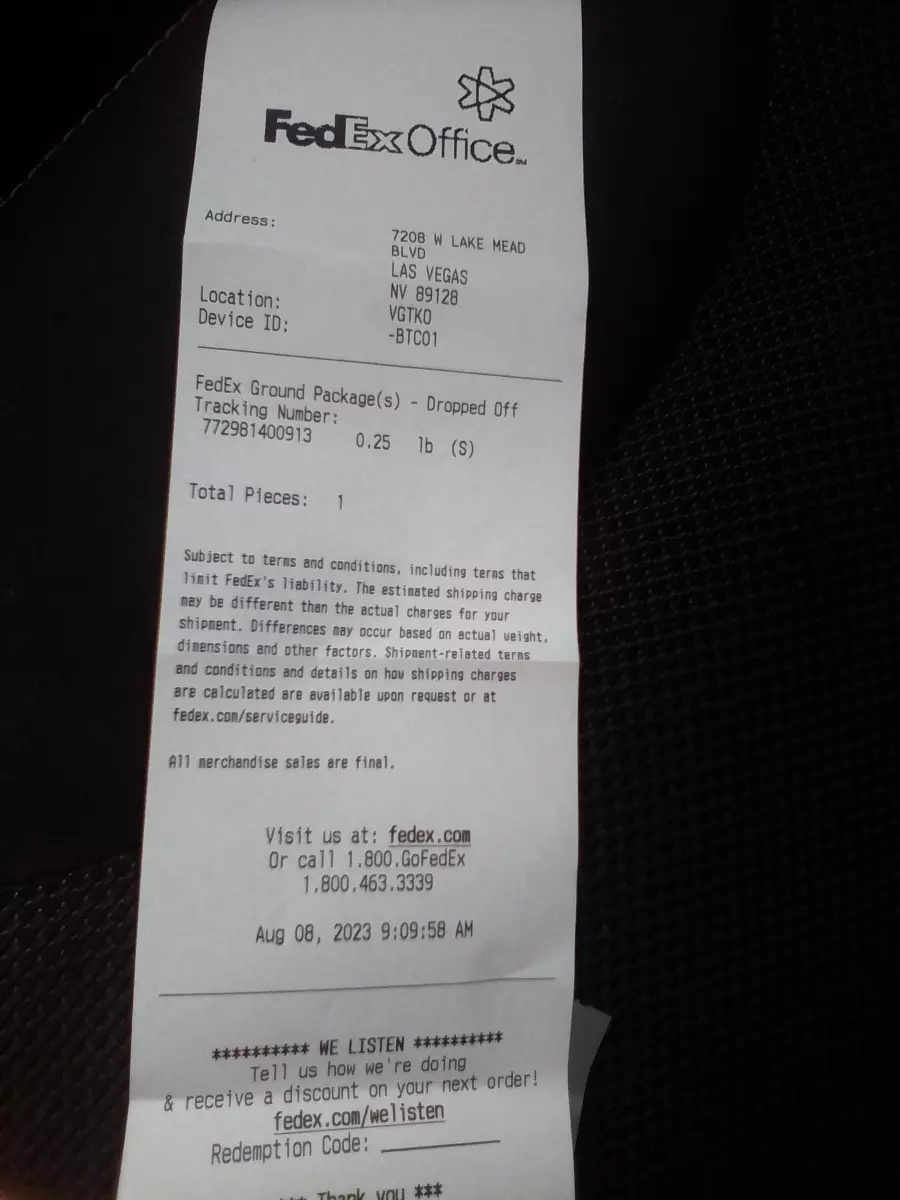 FedEx Office SM
Address:
7208 W LAKE MEAD
BLVD
LAS VEGAS
NV 89128
Location:
VGTKO
Device ID:
-BTC01
FedEx Ground Package(s) - Dropped Off
Tracking Number:
772981400913 0.25 lb (S)
Total Pieces: 1
Subject to terms and conditions, including terms that
limit FedEx's liability. The estimated shipping charge
may be different than the actual charges for your
shipment. Differences may occur based on actual weight,
dimensions and other factors. Shipment-related terms
and conditions and details on how shipping charges
are calculated are available upon request or at
fedex.com/serviceguide.
All merchandise sales are final.
Visit us at: fedex.com
Or call 1.800.GoFedEx
1.800.463.3339
Aug 08, 2023 9:09:58 AM
********** WE LISTEN **********
Tell us how we're doing
& receive a discount on your next order!
fedex.com/welisten
Redemption Code: ___________
*** Thank you ***